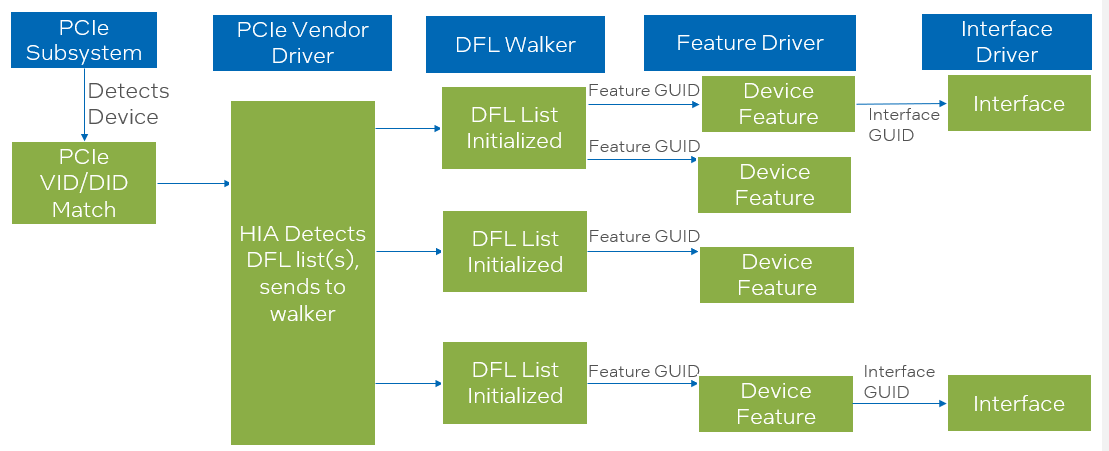 PCIe
Subsystem
PCIe Vendor
Driver
DFL Walker
Feature Driver
Interface
Driver
Detects
Device
PCIe
VID/DID
Match
HIA Detects
DFL list(s),
sends to
walker
DFL List
Initialized
Feature GUID
Device
Feature
Interface
GUID
Interface
Feature GUID
Device
Feature
DFL List
Initialized
Feature GUID
Device
Feature
DFL List
Initialized
Feature GUID
Device
Feature
Interface
GUID
Interface